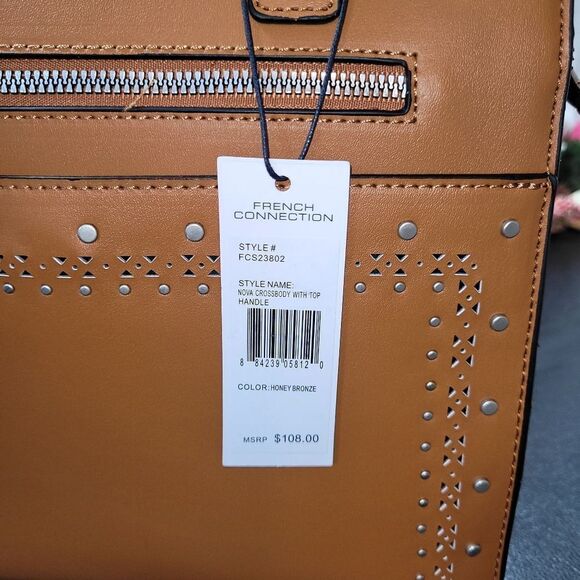 FRENCH
CONNECTION
STYLE #
FCS23802
STYLE NAME:
NOVA CROSSBODY WITH TOP
HANDLE
8 84239 05812 0
COLOR: HONEY BRONZE
MSRP $108.00